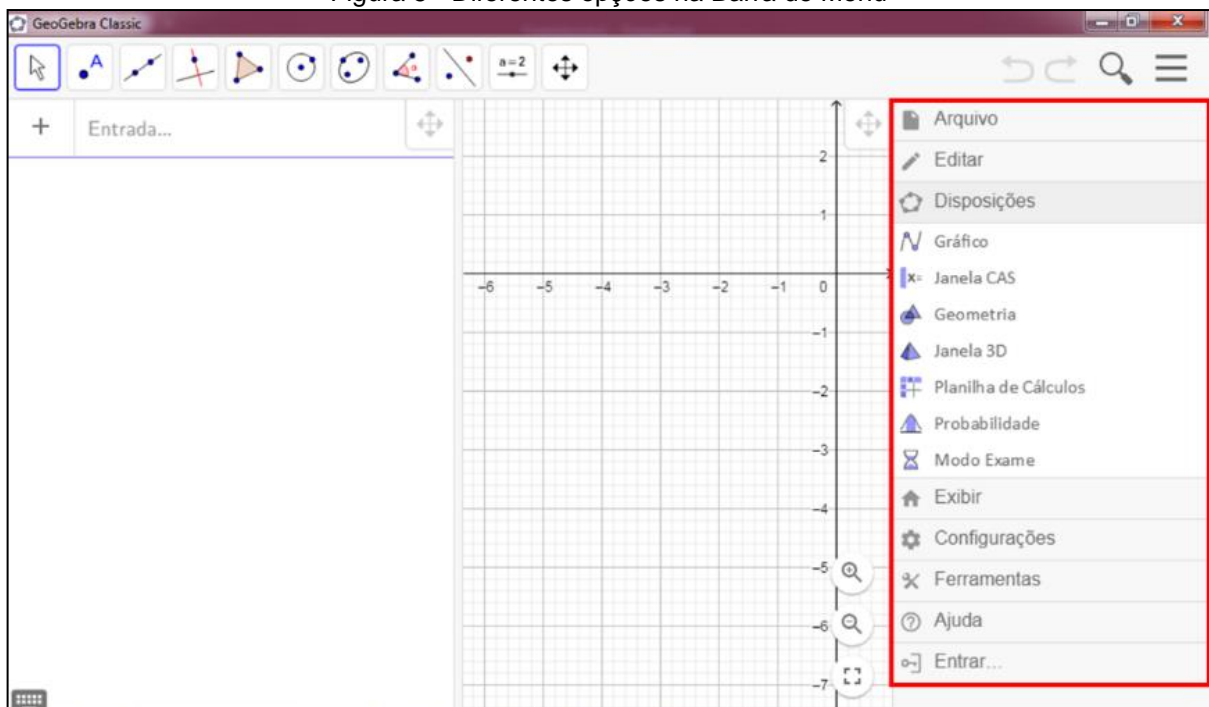 GeoGebra Classic
A
a=2
+ Entrada...
2
1
-6 -5 -4 -3 -2 -1 0
-1
-2
-3
-4
-5
-6
-7
Arquivo
Editar
Disposições
Gráfico
x= Janela CAS
Geometria
Janela 3D
Planilha de Cálculos
Probabilidade
Modo Exame
Exibir
Configurações
Ferramentas
Ajuda
Entrar...